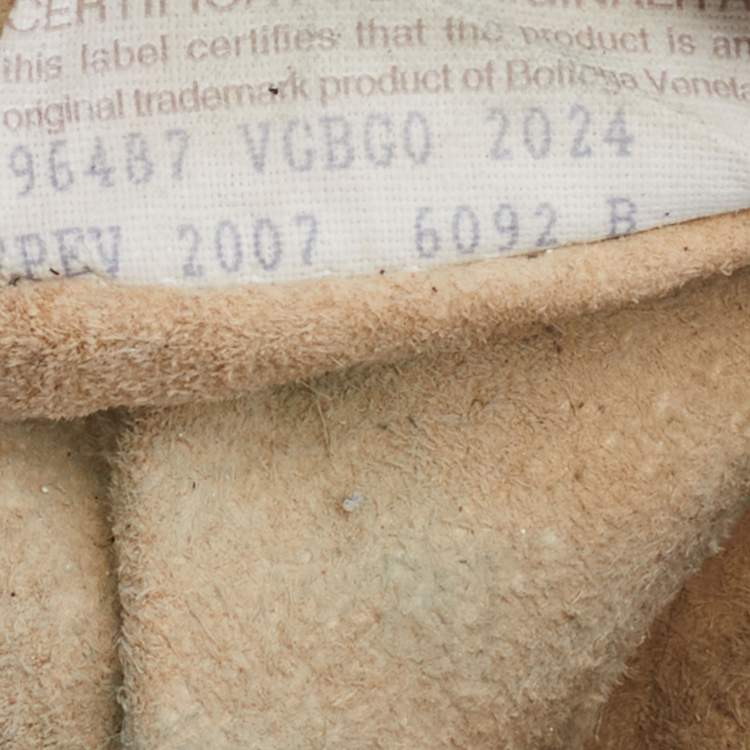 this label certifies that the product is an
original trademark product of Bottega Veneta
96487 VGBGO 2024
PEV 2007 6092 B